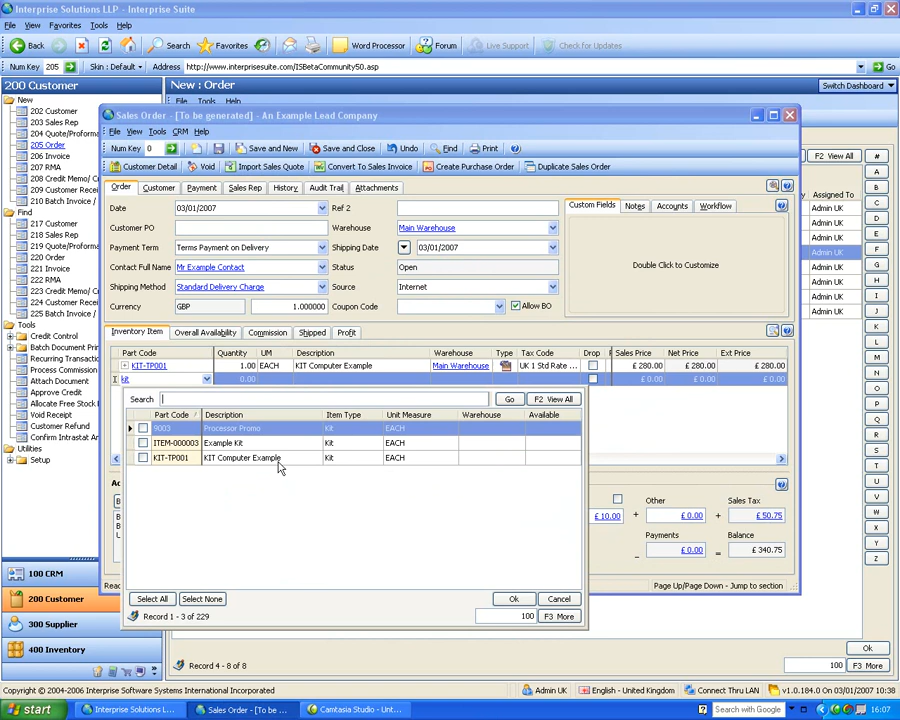 Interprise Solutions LLP - Interprise Suite
File View Favorites Tools Help
Back Search Favorites Word Processor Forum Live Support Check for Updates
Num Key 205 Skin : Default Address http://www.interprisesuite.com/ISBetaCommunity50.asp Go
200 Customer
New : Order
Switch Dashboard
File Tools Help
New
202 Customer
203 Sales Rep
204 Quote/Proforma
205 Order
206 Invoice
207 RMA
208 Credit Memo/
209 Customer Recei
210 Batch Invoice /
Find
217 Customer
218 Sales Rep
219 Quote/Proforma
220 Order
221 Invoice
222 RMA
223 Credit Memo/
224 Customer Recei
225 Batch Invoice /
Tools
Credit Control
Batch Document Prin
Recurring Transactio
Process Document
Attach Document
Approve Credit
Allocate Free Stock
Void Receipt
Customer Refund
Confirm Intrastat An
Utilities
Setup
100 CRM
200 Customer
300 Supplier
400 Inventory
Sales Order - [To be generated] - An Example Lead Company
File View Tools CRM Help
Num Key 0 Save and New Save and Close Undo Find Print
Customer Detail Void Import Sales Quote Convert To Sales Invoice Create Purchase Order Duplicate Sales Order
Order Customer Payment Sales Rep History Audit Trail Attachments
Date 03/01/2007 Ref 2
Customer PO Warehouse Main Warehouse
Payment Term Terms Payment on Delivery Shipping Date 03/01/2007
Contact Full Name Mr Example Contact Status Open
Shipping Method Standard Delivery Charge Source Internet
Currency GBP 1.000000 Coupon Code Allow BO
Custom Fields Notes Accounts Workflow
Double Click to Customize
Inventory Item Overall Availability Commission Shipped Profit
Part Code Quantity UM Description Warehouse Type Tax Code Drop Sales Price Net Price Ext Price
KIT-TP001 1.00 EACH KIT Computer Example Main Warehouse UK 1 Std Rate ... £ 280.00 £ 280.00 £ 280.00
kit 0.00 £ 0.00 £ 0.00 £ 0.00
Search Go F2 View All
Part Code Description Item Type Unit Measure Warehouse Available
9003 Processor Promo Kit EACH
ITEM-000003 Example Kit Kit EACH
KIT-TP001 KIT Computer Example Kit EACH
Select All Select None Ok Cancel
Record 1 - 3 of 229 100 F3 More
Other Sales Tax
£ 10.00 + £ 0.00 + £ 50.75
Payments Balance
- £ 0.00 = £ 340.75
Page Up/Page Down - Jump to section
F2 View All
Assigned To
Admin UK
Admin UK
Admin UK
Admin UK
Admin UK
Admin UK
Admin UK
Admin UK
#
A
B
C
D
E
F
G
H
I
J
K
L
M
N
O
P
Q
R
S
T
U
V
W
X
Y
Z
Ok
Record 4 - 8 of 8 100 F3 More
Copyright © 2004-2006 Interprise Software Systems International Incorporated Admin UK English - United Kingdom Connect Thru LAN v1.0.184.0 On 03/01/2007 10:38
start Interprise Solutions LL... Sales Order - [To be ... Camtasia Studio - Unt... Search with Google 16:07